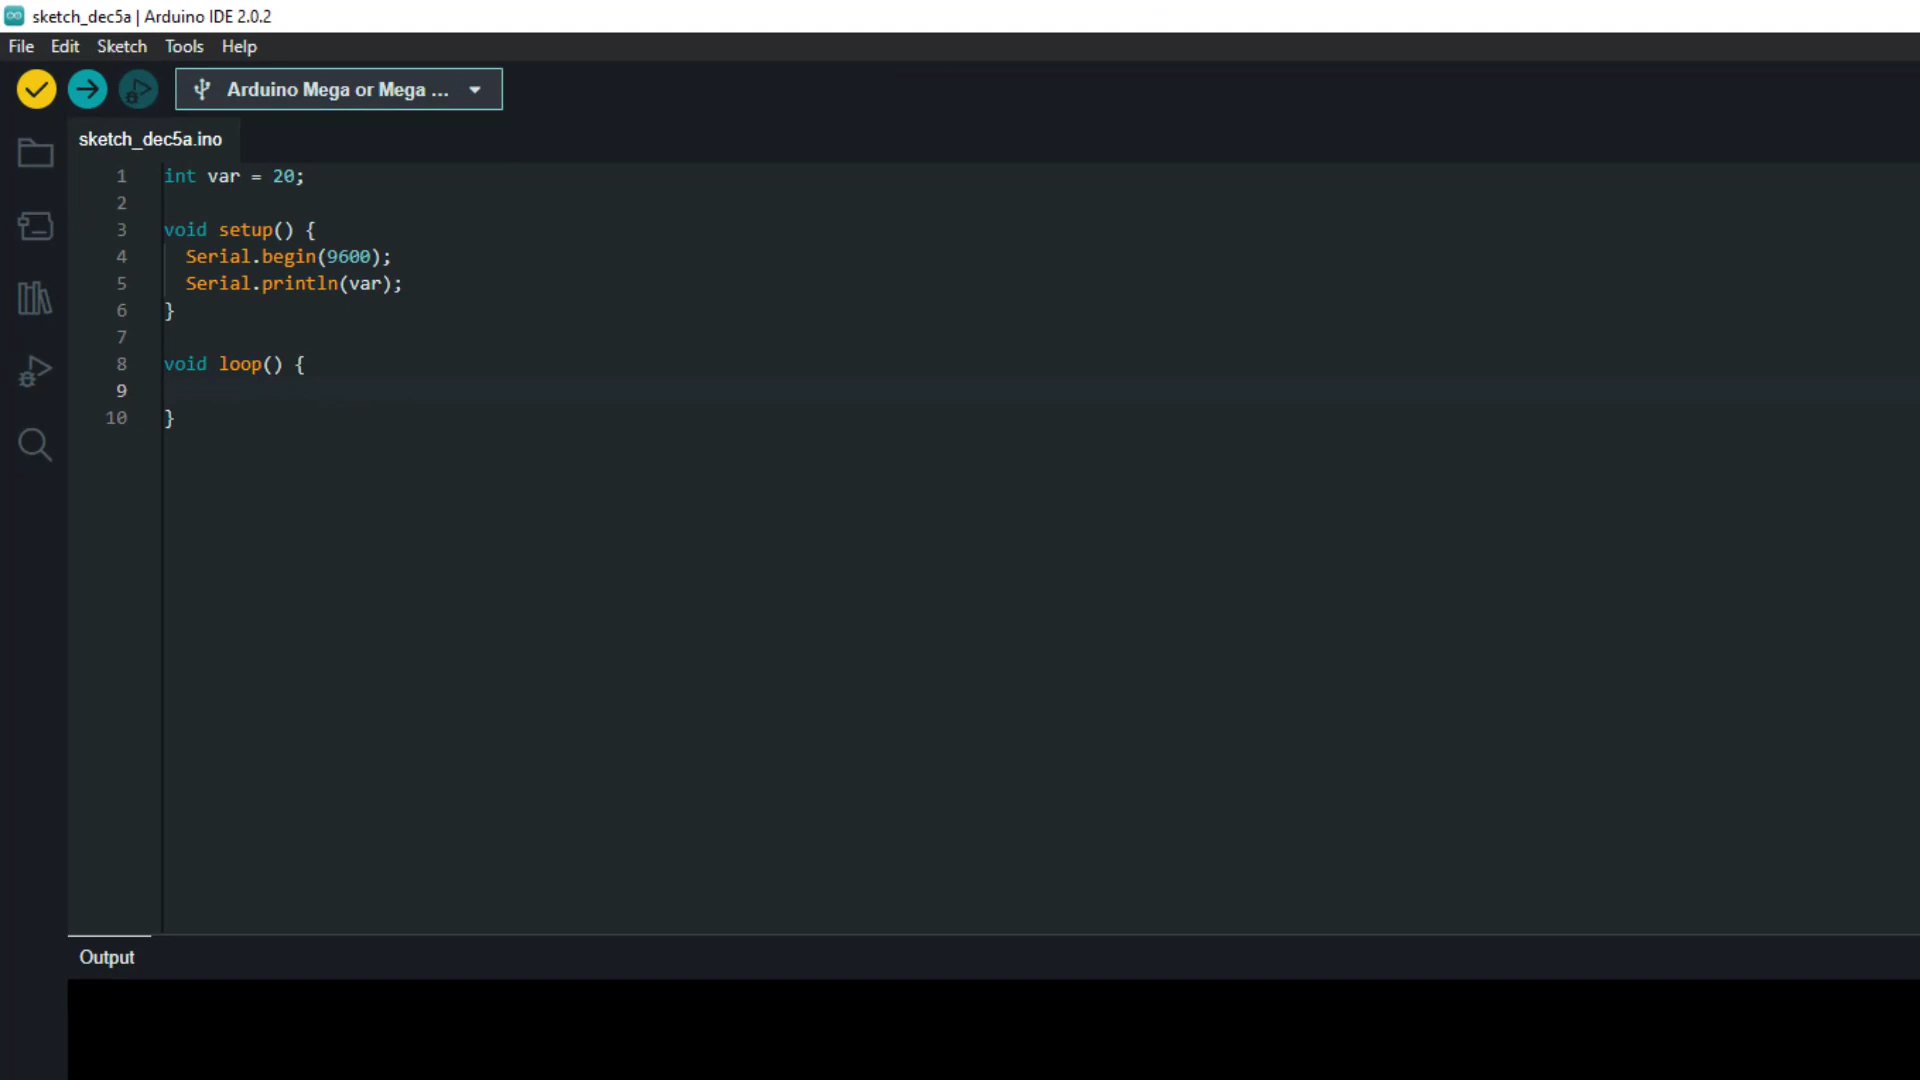 sketch_dec5a | Arduino IDE 2.0.2
File Edit Sketch Tools Help
Arduino Mega or Mega ...
sketch_dec5a.ino
1 int var = 20;
2
3 void setup() {
4   Serial.begin(9600);
5   Serial.println(var);
6 }
7
8 void loop() {
9
10 }
Output